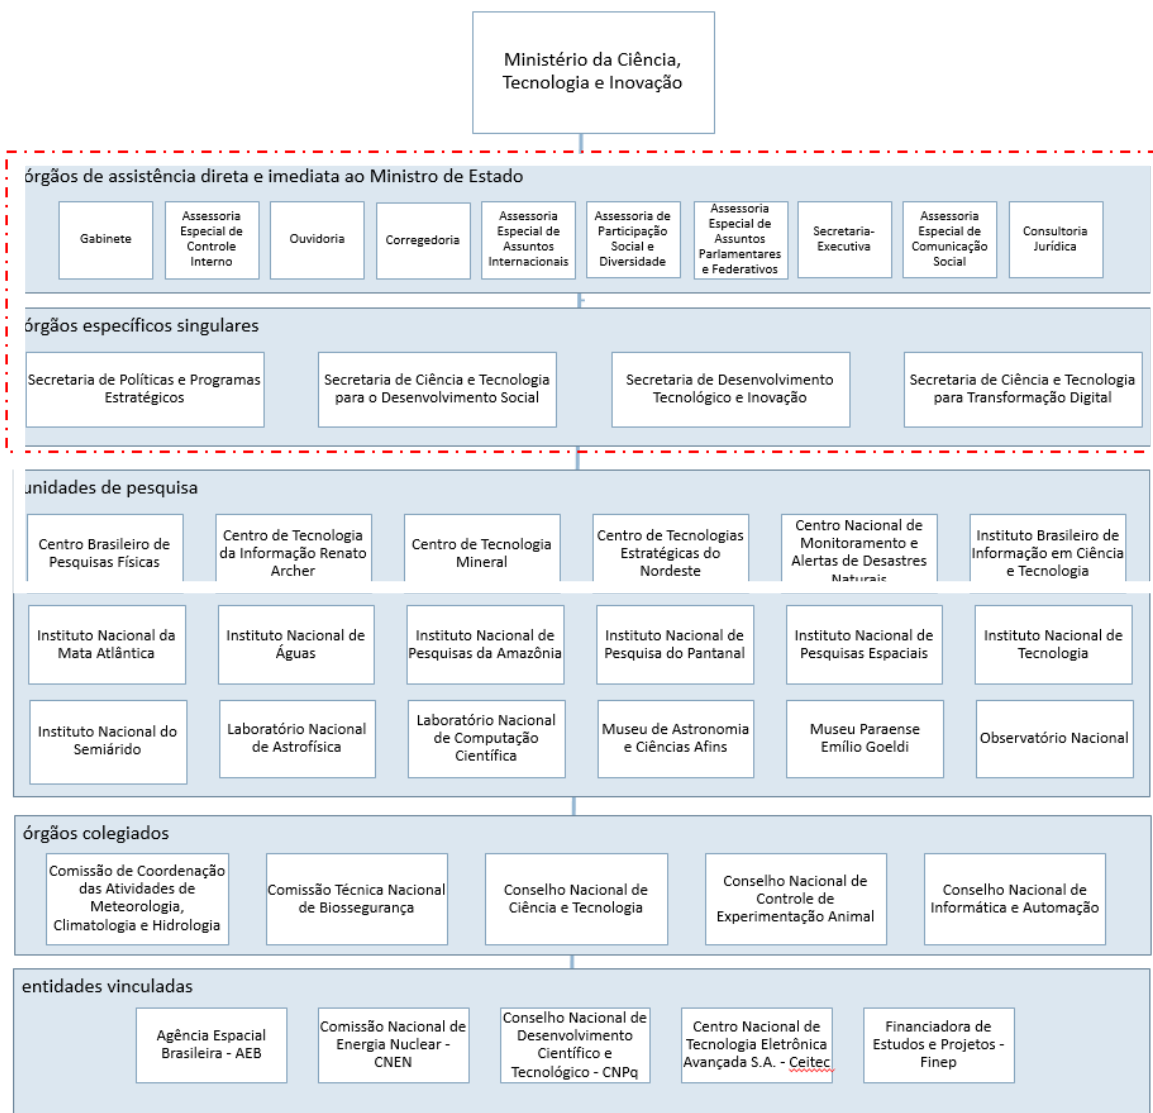 Ministério da Ciência,
Tecnologia e Inovação
órgãos de assistência direta e imediata ao Ministro de Estado
Gabinete
Assessoria
Especial de
Controle
Interno
Ouvidoria
Corregedoria
Assessoria
Especial de
Assuntos
Internacionais
Assessoria de
Participação
Social e
Diversidade
Assessoria
Especial de
Assuntos
Parlamentares
e Federativos
Secretaria-
Executiva
Assessoria
Especial de
Comunicação
Social
Consultoria
Jurídica
órgãos específicos singulares
Secretaria de Políticas e Programas
Estratégicos
Secretaria de Ciência e Tecnologia
para o Desenvolvimento Social
Secretaria de Desenvolvimento
Tecnológico e Inovação
Secretaria de Ciência e Tecnologia
para Transformação Digital
unidades de pesquisa
Centro Brasileiro de
Pesquisas Físicas
Centro de Tecnologia
da Informação Renato
Archer
Centro de Tecnologia
Mineral
Centro de Tecnologias
Estratégicas do
Nordeste
Centro Nacional de
Monitoramento e
Alertas de Desastres
Naturais
Instituto Brasileiro de
Informação em Ciência
e Tecnologia
Instituto Nacional da
Mata Atlântica
Instituto Nacional de
Águas
Instituto Nacional de
Pesquisas da Amazônia
Instituto Nacional de
Pesquisa do Pantanal
Instituto Nacional de
Pesquisas Espaciais
Instituto Nacional de
Tecnologia
Instituto Nacional do
Semiárido
Laboratório Nacional
de Astrofísica
Laboratório Nacional
de Computação
Científica
Museu de Astronomia
e Ciências Afins
Museu Paraense
Emílio Goeldi
Observatório Nacional
órgãos colegiados
Comissão de Coordenação
das Atividades de
Meteorologia,
Climatologia e Hidrologia
Comissão Técnica Nacional
de Biossegurança
Conselho Nacional de
Ciência e Tecnologia
Conselho Nacional de
Controle de
Experimentação Animal
Conselho Nacional de
Informática e Automação
entidades vinculadas
Agência Espacial
Brasileira - AEB
Comissão Nacional de
Energia Nuclear -
CNEN
Conselho Nacional de
Desenvolvimento
Científico e
Tecnológico - CNPq
Centro Nacional de
Tecnologia Eletrônica
Avançada S.A. - Ceitec
Financiadora de
Estudos e Projetos -
Finep